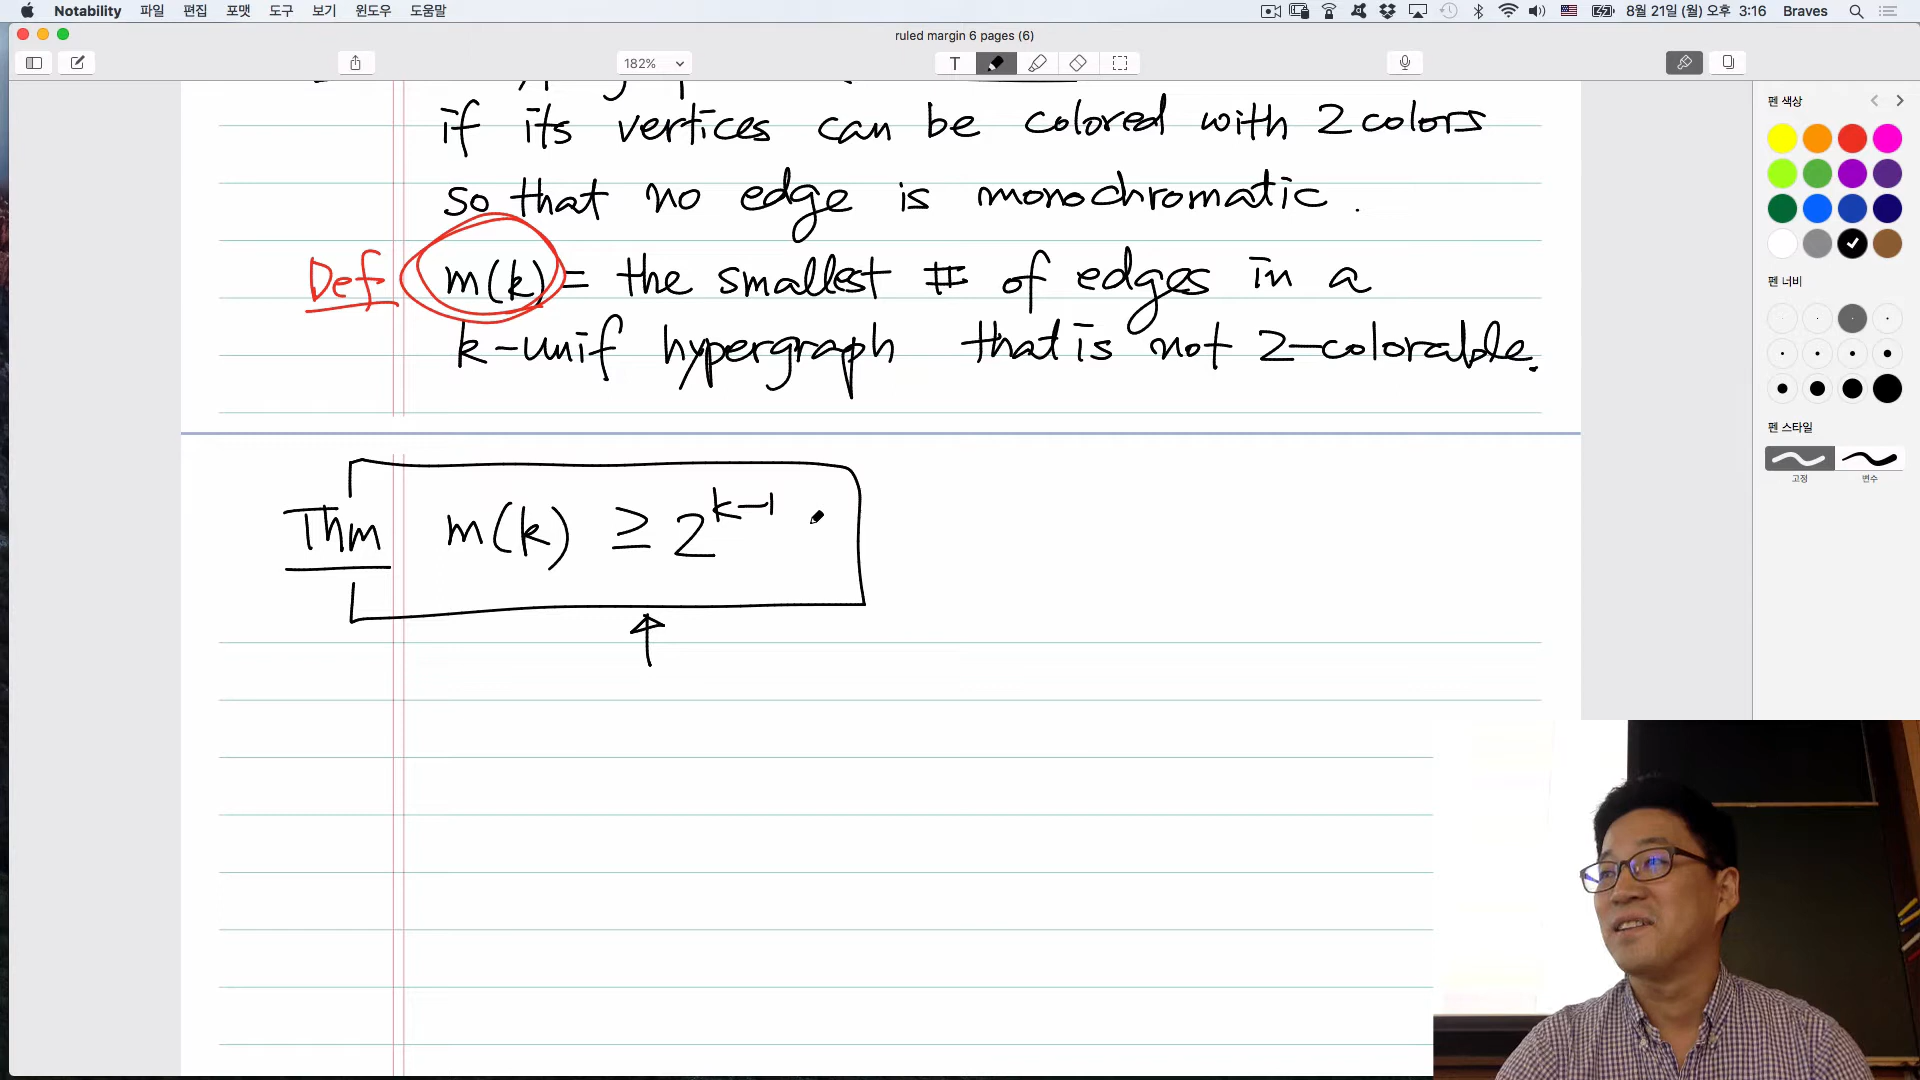 Notability 파일 편집 포맷 도구 보기 윈도우 도움말 8월 21일 (월) 오후 3:16 Braves
ruled margin 6 pages (6)
182% T
if its vertices can be colored with 2 colors
so that no edge is monochromatic .
Def m(k) = the smallest # of edges in a
k-unif hypergraph that is not 2-colorable.
Thm m(k) ≥ 2^{k-1} .
펜 색상
펜 너비
펜 스타일
고정 변수